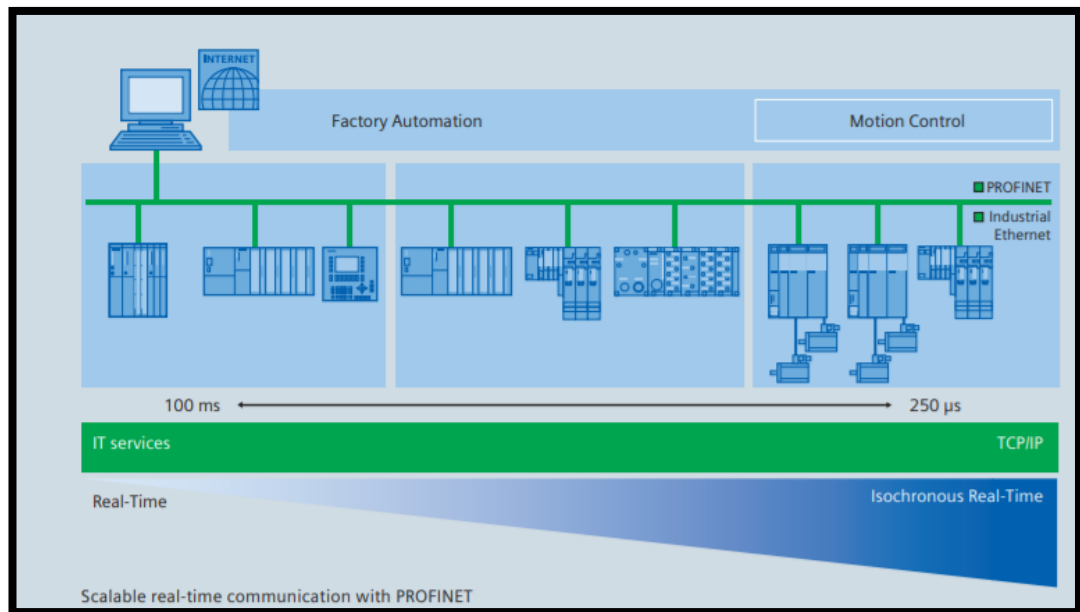 INTERNET
Factory Automation
Motion Control
PROFINET
Industrial
Ethernet
100 ms
250 µs
IT services
TCP/IP
Real-Time
Isochronous Real-Time
Scalable real-time communication with PROFINET